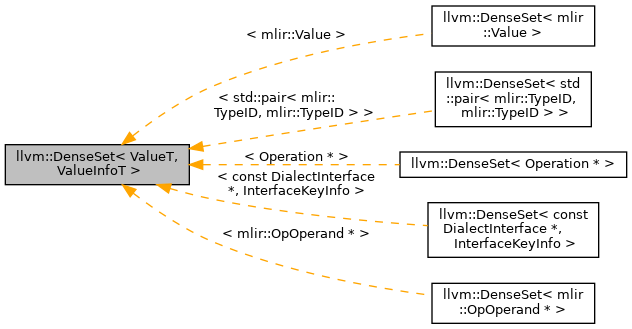 llvm::DenseSet< mlir
::Value >
< mlir::Value >
llvm::DenseSet< std
::pair< mlir::TypeID,
mlir::TypeID > >
< std::pair< mlir::
TypeID, mlir::TypeID > >
llvm::DenseSet< ValueT,
ValueInfoT >
< Operation * >
llvm::DenseSet< Operation * >
< const DialectInterface
*, InterfaceKeyInfo >
llvm::DenseSet< const
DialectInterface *,
InterfaceKeyInfo >
< mlir::OpOperand * >
llvm::DenseSet< mlir
::OpOperand * >